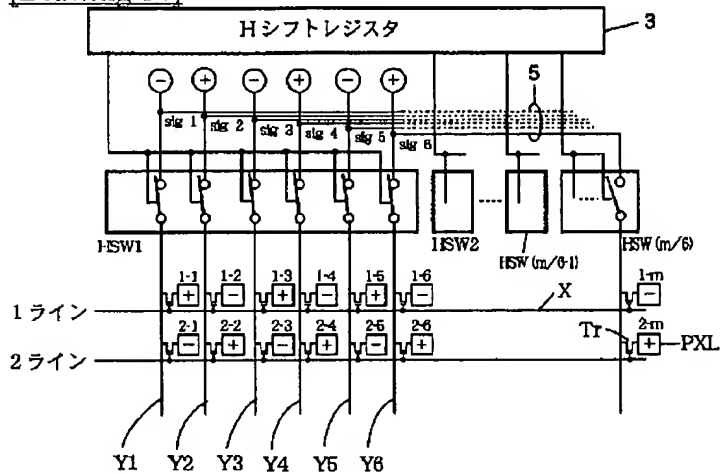 Hシフトレジスタ
3
− + − + − +
5
sig 1 sig 2 sig 3 sig 4 sig 5 sig 6
HSW1 HSW2 HSW(m/6-1) HSW(m/6)
1-1 1-2 1-3 1-4 1-5 1-6 X 1-m
+ − + − + − −
1ライン
2-1 2-2 2-3 2-4 2-5 2-6 Tr 2-m
− + − + − + + PXL
2ライン
Y1 Y2 Y3 Y4 Y5 Y6